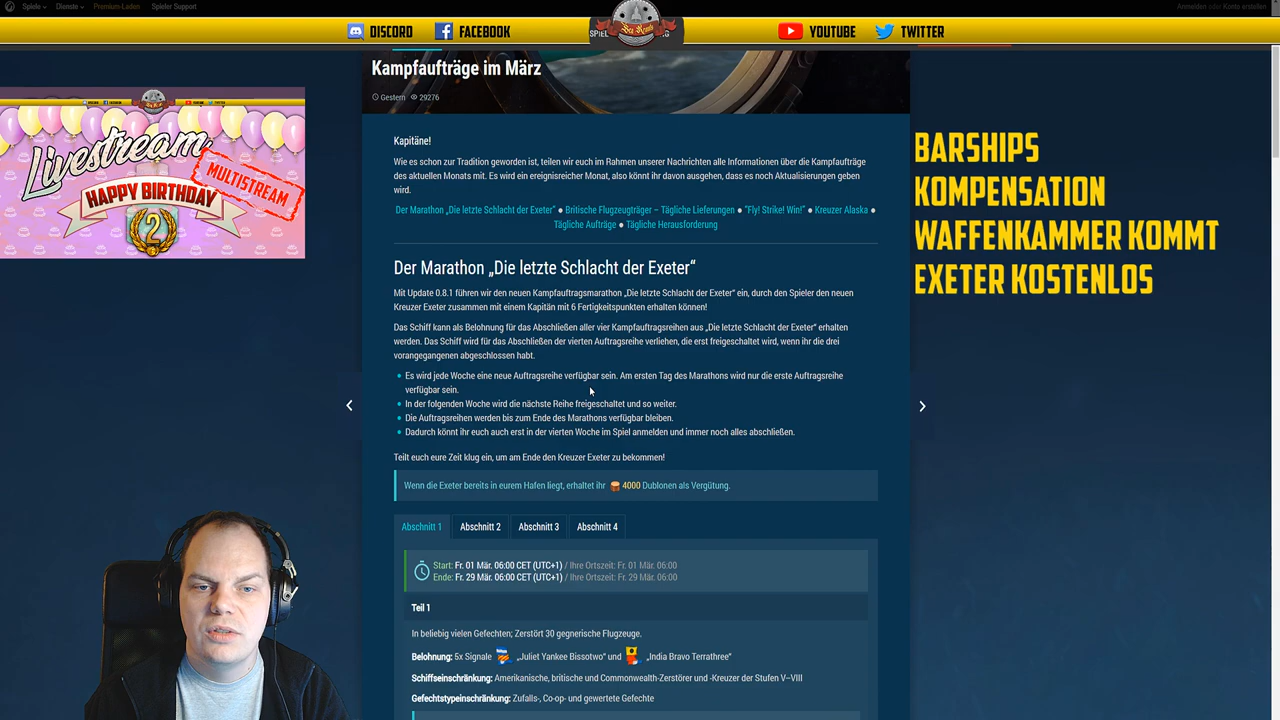 Spiele Dienste Premium-Laden Spieler Support
Anmelden oder Konto erstellen
DISCORD FACEBOOK YOUTUBE TWITTER
Kampfaufträge im März
Gestern 29276
Livestream
MULTISTREAM
HAPPY BIRTHDAY
2
BARSHIPS
KOMPENSATION
WAFFENKAMMER KOMMT
EXETER KOSTENLOS
Kapitäne!
Wie es schon zur Tradition geworden ist, teilen wir euch im Rahmen unserer Nachrichten alle Informationen über die Kampfaufträge
des aktuellen Monats mit. Es wird ein ereignisreicher Monat, also könnt ihr davon ausgehen, dass es noch Aktualisierungen geben
wird.
Der Marathon „Die letzte Schlacht der Exeter“ ● Britische Flugzeugträger – Tägliche Lieferungen ● "Fly! Strike! Win!" ● Kreuzer Alaska ●
Tägliche Aufträge ● Tägliche Herausforderung
Der Marathon „Die letzte Schlacht der Exeter“
Mit Update 0.8.1 führen wir den neuen Kampfauftragsmarathon „Die letzte Schlacht der Exeter“ ein, durch den Spieler den neuen
Kreuzer Exeter zusammen mit einem Kapitän mit 6 Fertigkeitspunkten erhalten können!
Das Schiff kann als Belohnung für das Abschließen aller vier Kampfauftragsreihen aus „Die letzte Schlacht der Exeter“ erhalten
werden. Das Schiff wird für das Abschließen der vierten Auftragsreihe verliehen, die erst freigeschaltet wird, wenn ihr die drei
vorangegangenen abgeschlossen habt.
Es wird jede Woche eine neue Auftragsreihe verfügbar sein. Am ersten Tag des Marathons wird nur die erste Auftragsreihe
verfügbar sein.
In der folgenden Woche wird die nächste Reihe freigeschaltet und so weiter.
Die Auftragsreihen werden bis zum Ende des Marathons verfügbar bleiben.
Dadurch könnt ihr euch auch erst in der vierten Woche im Spiel anmelden und immer noch alles abschließen.
Teilt euch eure Zeit klug ein, um am Ende den Kreuzer Exeter zu bekommen!
Wenn die Exeter bereits in eurem Hafen liegt, erhaltet ihr 4000 Dublonen als Vergütung.
Abschnitt 1 Abschnitt 2 Abschnitt 3 Abschnitt 4
Start: Fr. 01 Mär. 06:00 CET (UTC+1) / Ihre Ortszeit: Fr. 01 Mär. 06:00
Ende: Fr. 29 Mär. 06:00 CET (UTC+1) / Ihre Ortszeit: Fr. 29 Mär. 06:00
Teil 1
In beliebig vielen Gefechten; Zerstört 30 gegnerische Flugzeuge.
Belohnung: 5x Signale „Juliet Yankee Bissotwo“ und „India Bravo Terrathree“
Schiffseinschränkung: Amerikanische, britische und Commonwealth-Zerstörer und -Kreuzer der Stufen V–VIII
Gefechtstypeinschränkung: Zufalls-, Co-op- und gewertete Gefechte